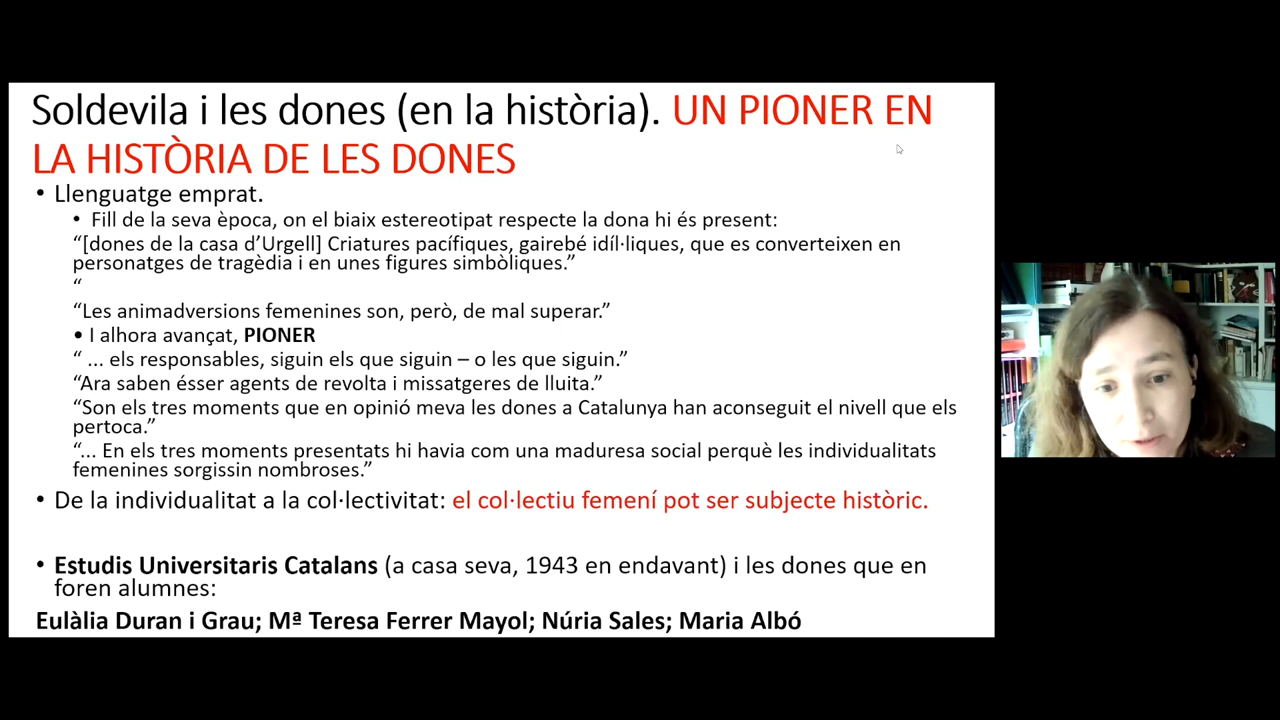 Soldevila i les dones (en la història). UN PIONER EN
LA HISTÒRIA DE LES DONES
• Llenguatge emprat.
• Fill de la seva època, on el biaix estereotipat respecte la dona hi és present:
“[dones de la casa d’Urgell] Criatures pacífiques, gairebé idíl·liques, que es converteixen en
personatges de tragèdia i en unes figures simbòliques.”
“
“Les animadversions femenines son, però, de mal superar.”
• I alhora avançat, PIONER
“ ... els responsables, siguin els que siguin – o les que siguin.”
“Ara saben ésser agents de revolta i missatgeres de lluita.”
“Son els tres moments que en opinió meva les dones a Catalunya han aconseguit el nivell que els
pertoca.”
“... En els tres moments presentats hi havia com una maduresa social perquè les individualitats
femenines sorgissin nombroses.”
• De la individualitat a la col·lectivitat: el col·lectiu femení pot ser subjecte històric.
• Estudis Universitaris Catalans (a casa seva, 1943 en endavant) i les dones que en
foren alumnes:
Eulàlia Duran i Grau; Mª Teresa Ferrer Mayol; Núria Sales; Maria Albó